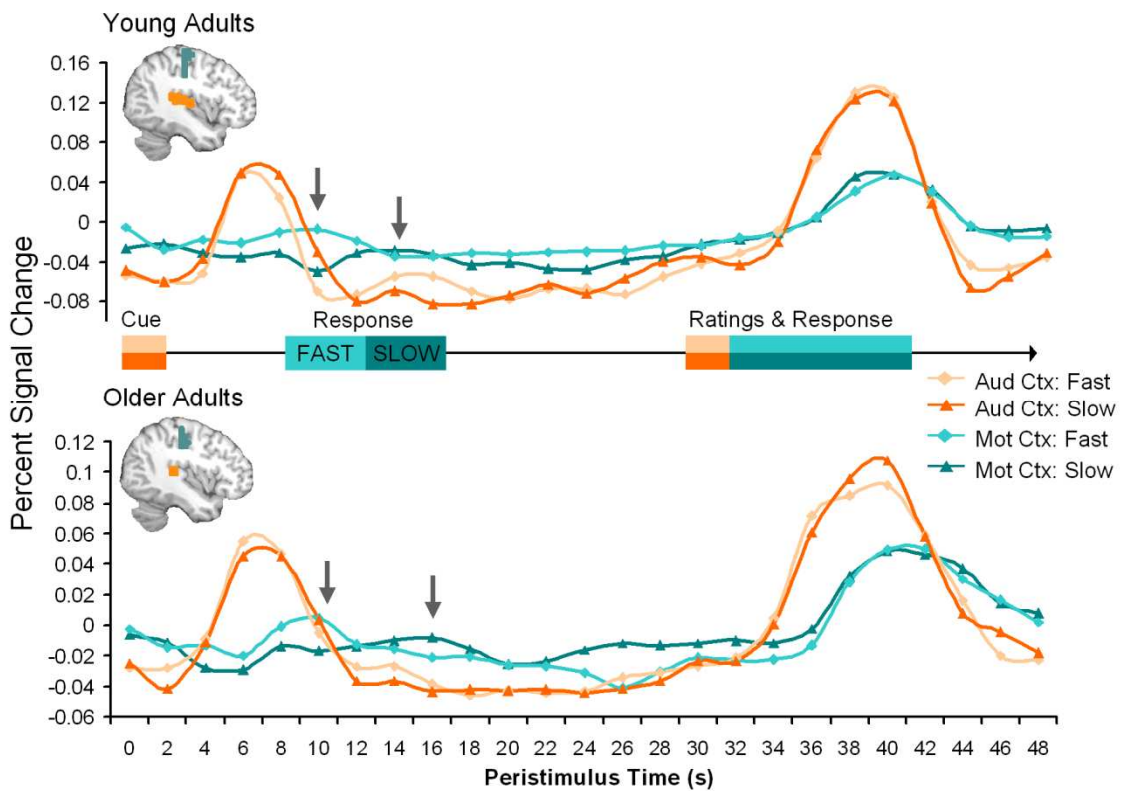 Young Adults
0.16
0.12
0.08
0.04
0
-0.04
-0.08
Percent Signal Change
Cue
Response
Ratings & Response
FAST
SLOW
Aud Ctx: Fast
Aud Ctx: Slow
Mot Ctx: Fast
Mot Ctx: Slow
Older Adults
0.12
0.1
0.08
0.06
0.04
0.02
0
-0.02
-0.04
-0.06
0 2 4 6 8 10 12 14 16 18 20 22 24 26 28 30 32 34 36 38 40 42 44 46 48
Peristimulus Time (s)